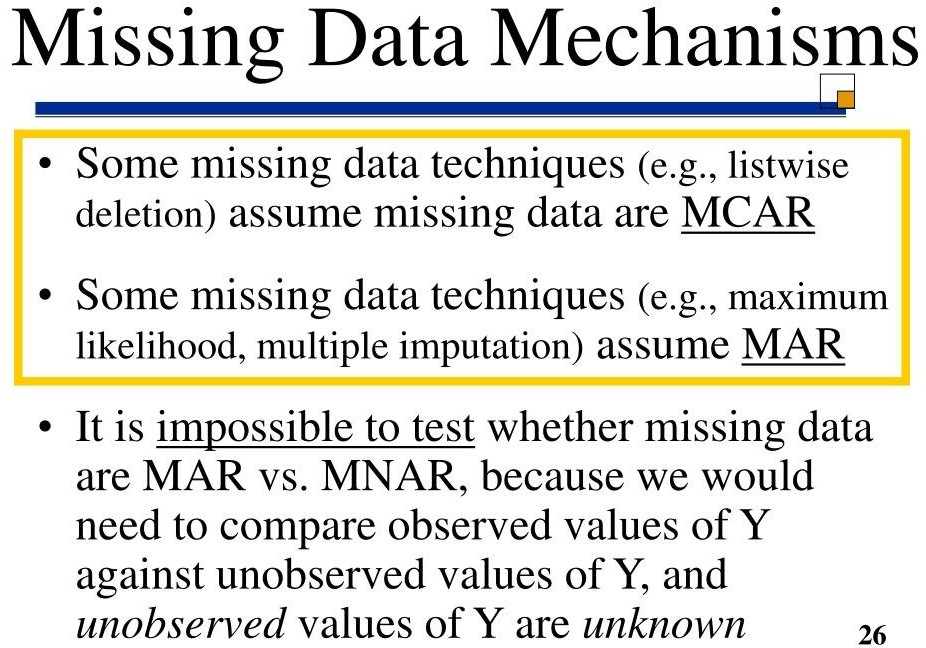 Missing Data Mechanisms
• Some missing data techniques (e.g., listwise
deletion) assume missing data are MCAR
• Some missing data techniques (e.g., maximum
likelihood, multiple imputation) assume MAR
• It is impossible to test whether missing data
are MAR vs. MNAR, because we would
need to compare observed values of Y
against unobserved values of Y, and
unobserved values of Y are unknown
26